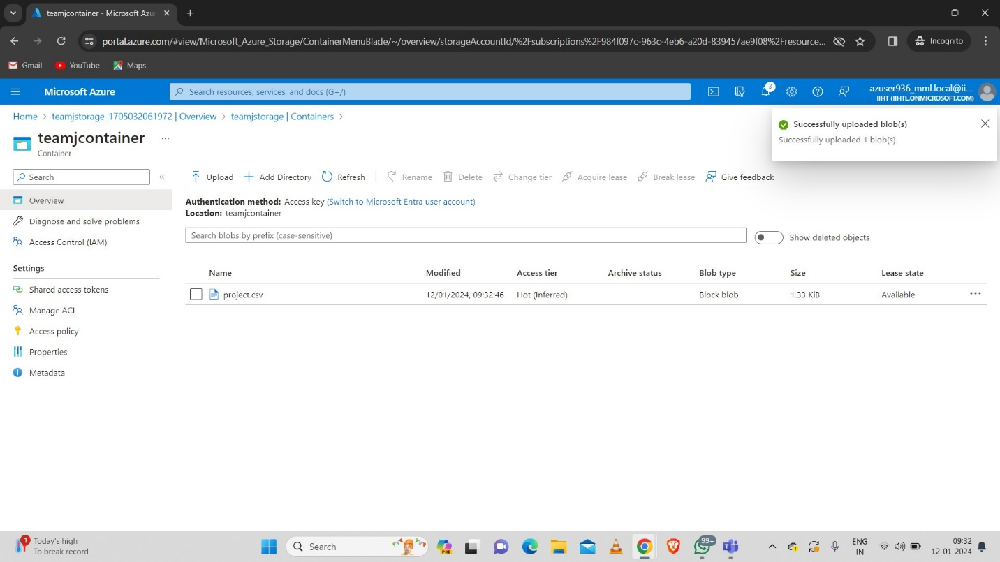 teamjcontainer - Microsoft Azu
portal.azure.com/#view/Microsoft_Azure_Storage/ContainerMenuBlade/~/overview/storageAccountId/%2Fsubscriptions%2F984f097c-963c-4eb6-a20d-839457ae9f08%2Fresource...
Incognito
Gmail
YouTube
Maps
Microsoft Azure
Search resources, services, and docs (G+/)
3
azuser936_mml.local@ii...
IIHT (IIHTL.ONMICROSOFT.COM)
Home > teamjstorage_1705032061972 | Overview > teamjstorage | Containers >
teamjcontainer ...
Container
Successfully uploaded blob(s)
Successfully uploaded 1 blob(s).
Search
«
Upload
Add Directory
Refresh
Rename
Delete
Change tier
Acquire lease
Break lease
Give feedback
Overview
Diagnose and solve problems
Access Control (IAM)
Settings
Shared access tokens
Manage ACL
Access policy
Properties
Metadata
Authentication method: Access key (Switch to Microsoft Entra user account)
Location: teamjcontainer
Search blobs by prefix (case-sensitive)
Show deleted objects
Name Modified Access tier Archive status Blob type Size Lease state
project.csv 12/01/2024, 09:32:46 Hot (Inferred) Block blob 1.33 KiB Available ...
1
Today's high
To break record
Search
PRE
99+
ENG
IN
09:32
12-01-2024